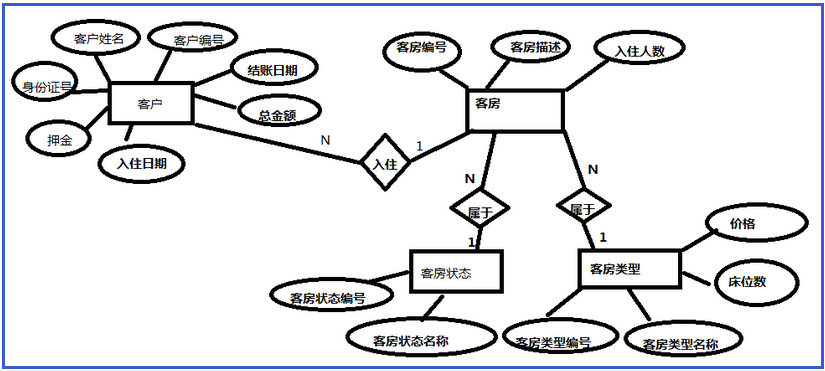 客户姓名
客户编号
身份证号
客户
结账日期
总金额
押金
入住日期
N
入住
1
客房编号
客房描述
入住人数
客房
N
属于
1
N
属于
1
客房状态
客房状态编号
客房状态名称
客房类型
价格
床位数
客房类型编号
客房类型名称